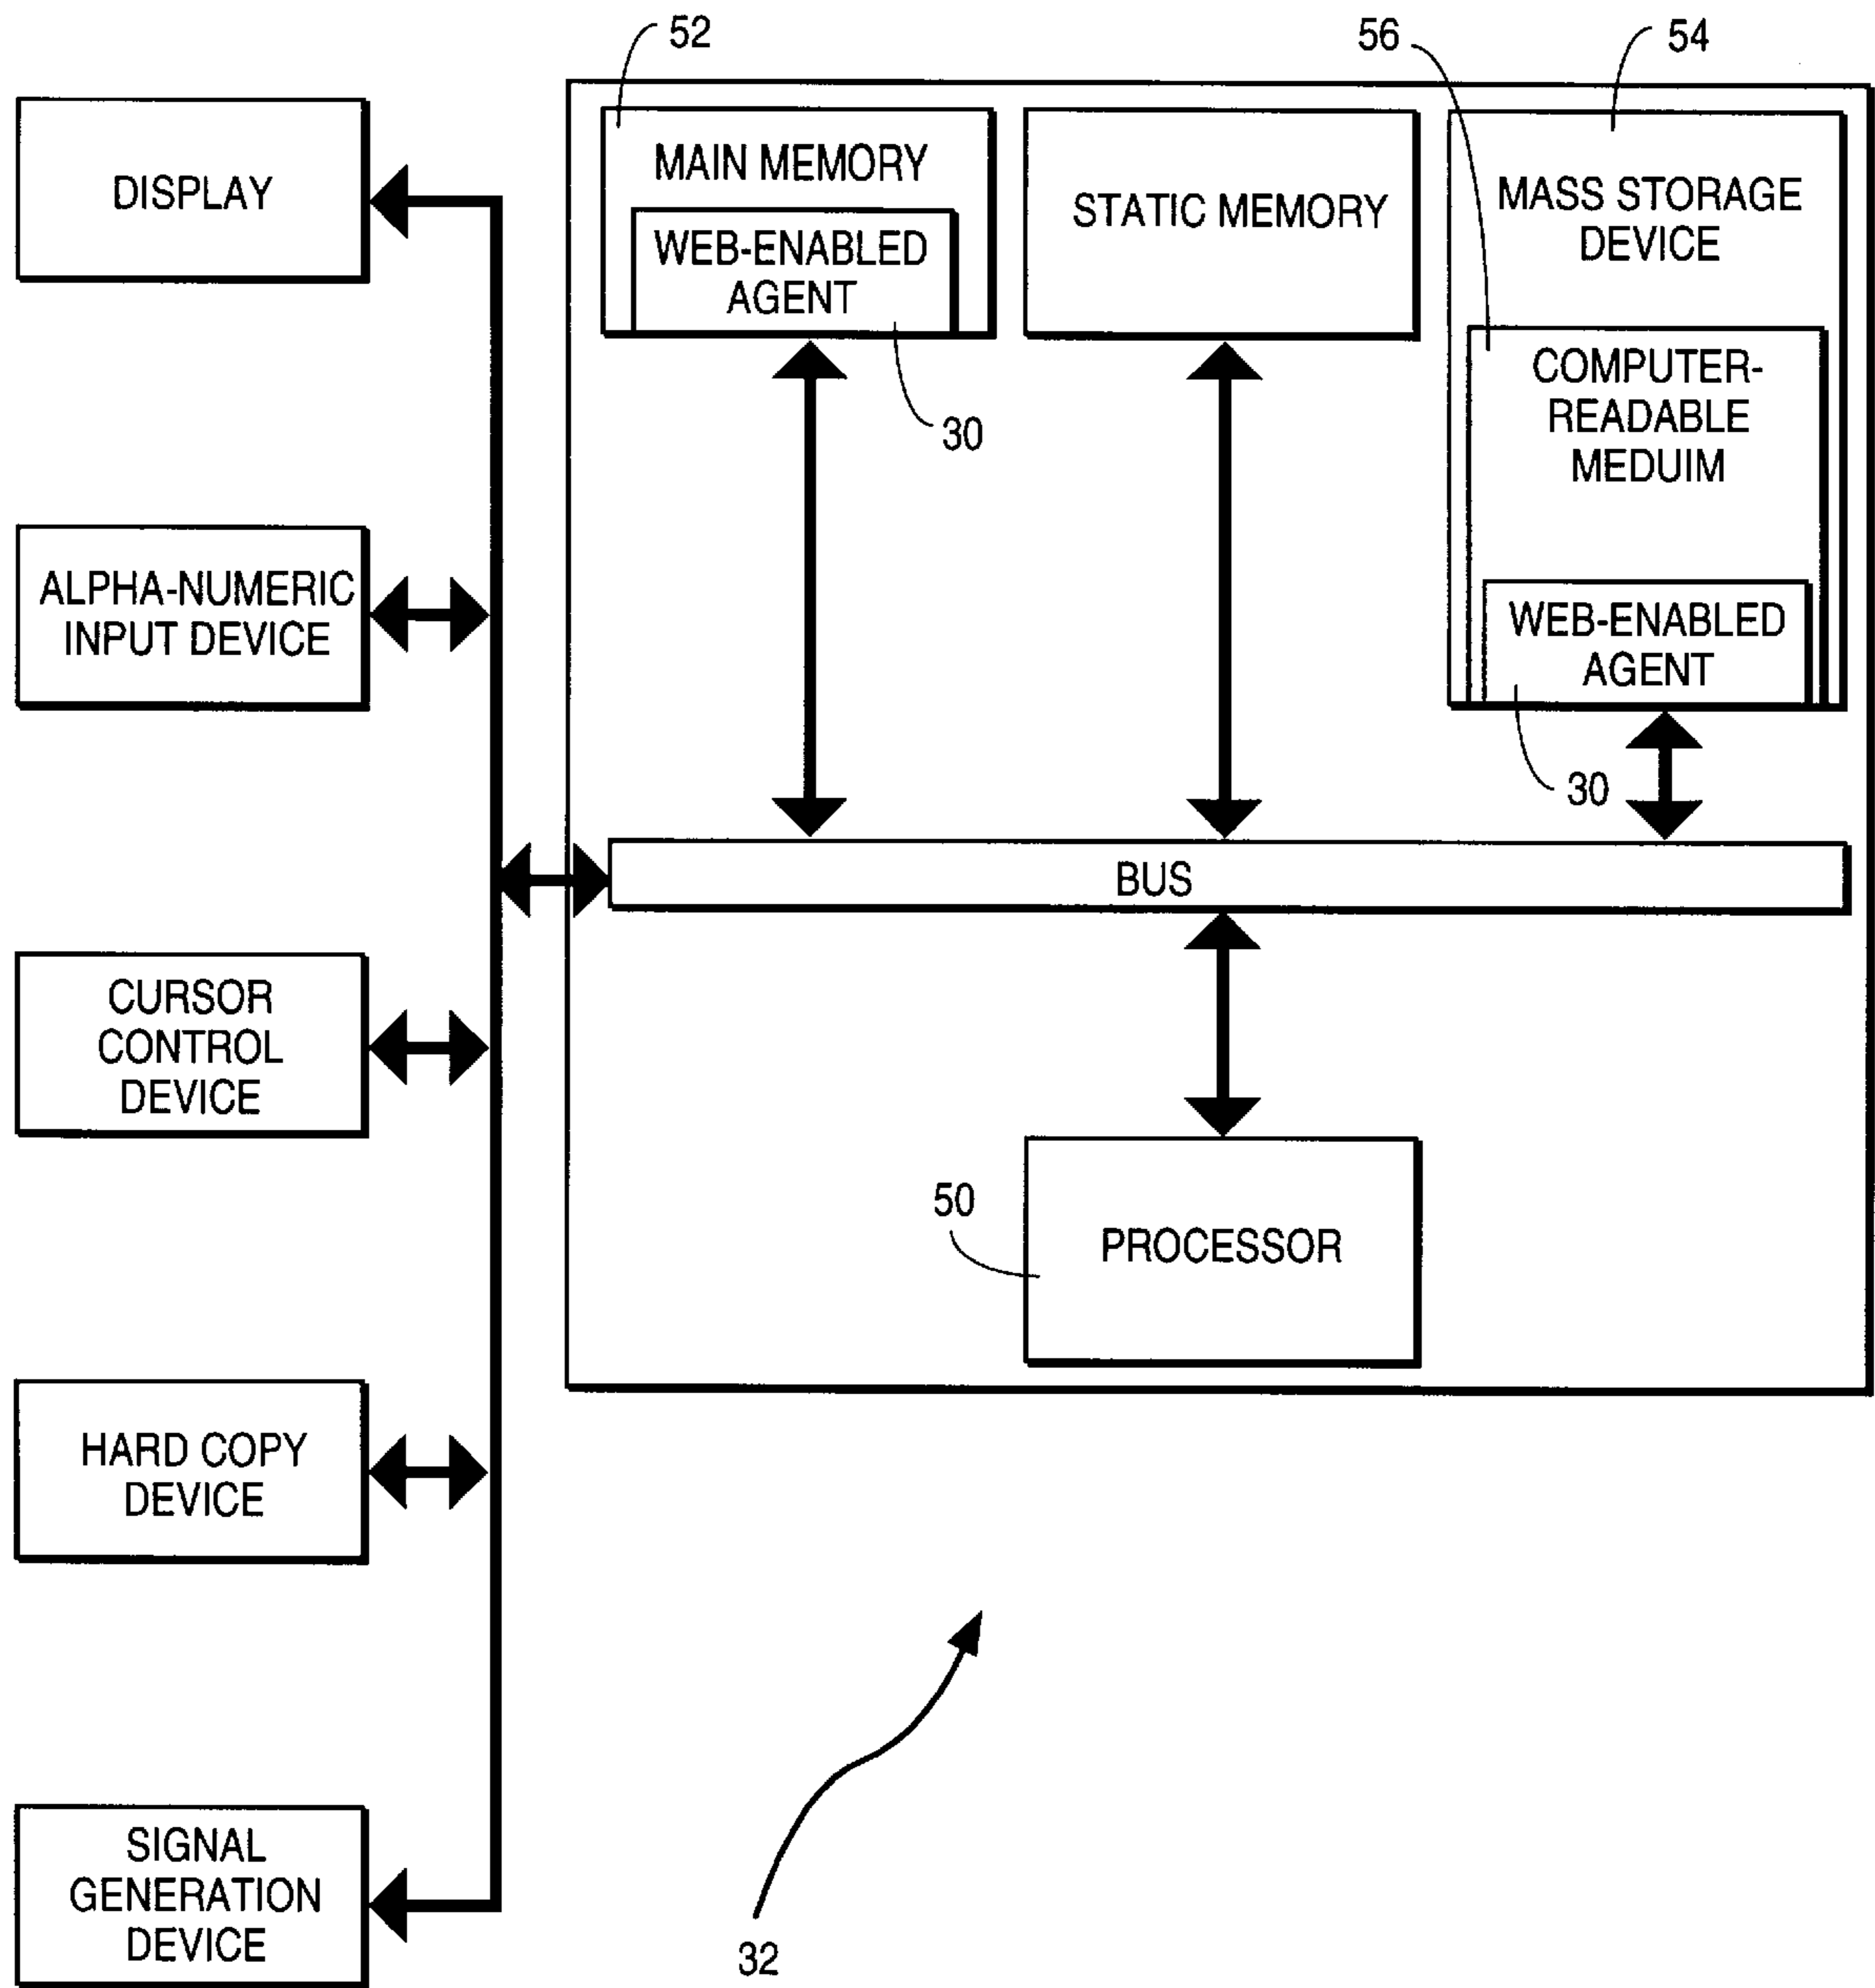 52
56
54
DISPLAY
MAIN MEMORY
WEB-ENABLED
AGENT
30
STATIC MEMORY
MASS STORAGE
DEVICE
COMPUTER-
READABLE
MEDUIM
WEB-ENABLED
AGENT
30
ALPHA-NUMERIC
INPUT DEVICE
BUS
CURSOR
CONTROL
DEVICE
50
PROCESSOR
HARD COPY
DEVICE
SIGNAL
GENERATION
DEVICE
32